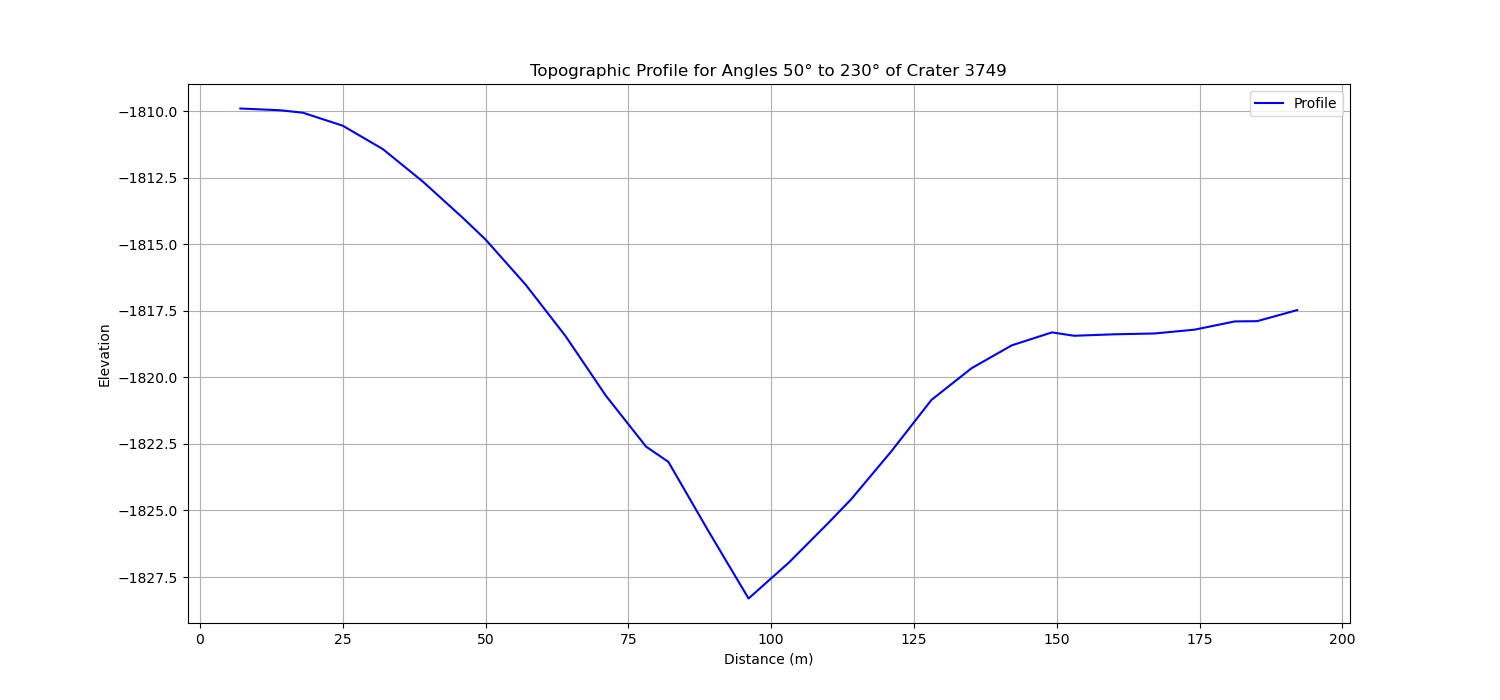 Topographic Profile for Angles 50° to 230° of Crater 3749
Profile
Elevation
−1810.0
−1812.5
−1815.0
−1817.5
−1820.0
−1822.5
−1825.0
−1827.5
0 25 50 75 100 125 150 175 200
Distance (m)